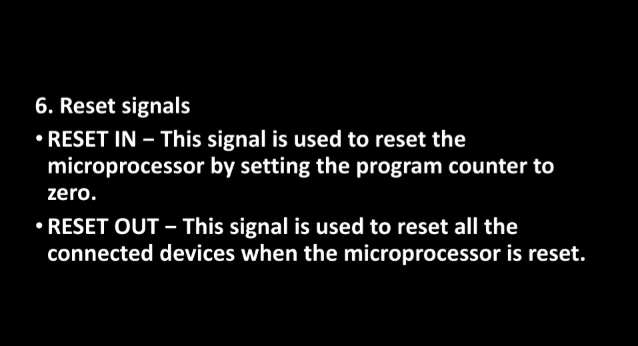 6. Reset signals
• RESET IN – This signal is used to reset the
microprocessor by setting the program counter to
zero.
• RESET OUT – This signal is used to reset all the
connected devices when the microprocessor is reset.